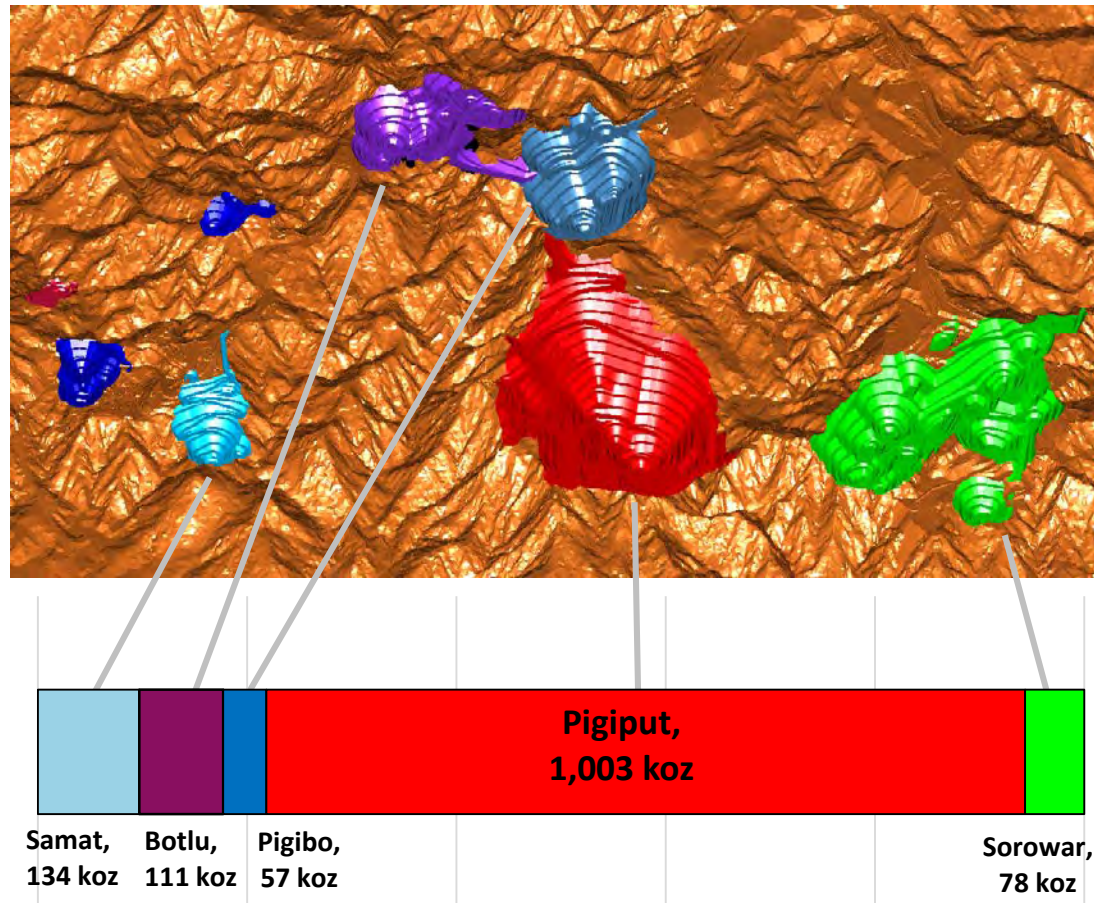 Pigiput,
1,003 koz
Samat,
134 koz
Botlu,
111 koz
Pigibo,
57 koz
Sorowar,
78 koz